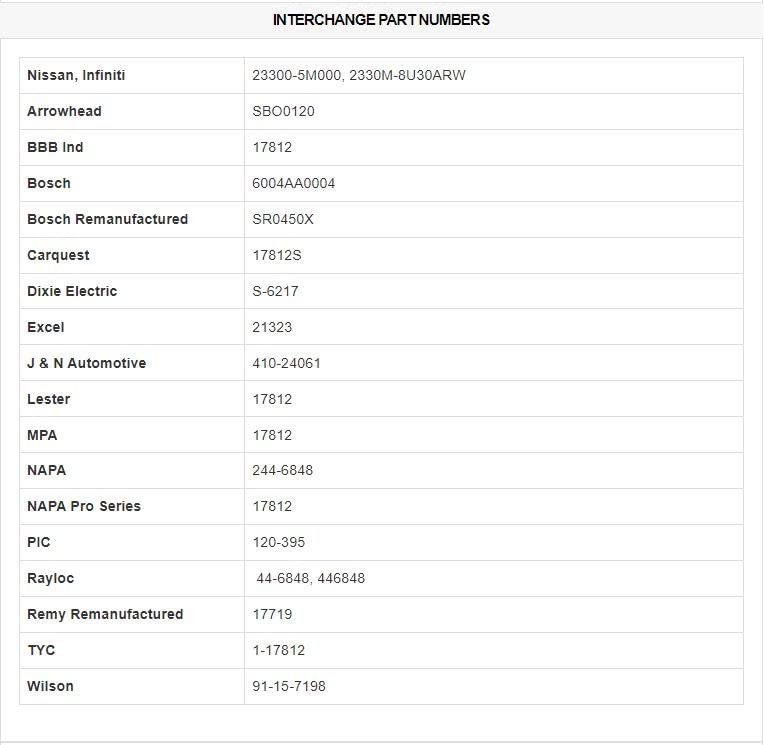 INTERCHANGE PART NUMBERS
Nissan, Infiniti 23300-5M000, 2330M-8U30ARW
Arrowhead SBO0120
BBB Ind 17812
Bosch 6004AA0004
Bosch Remanufactured SR0450X
Carquest 17812S
Dixie Electric S-6217
Excel 21323
J & N Automotive 410-24061
Lester 17812
MPA 17812
NAPA 244-6848
NAPA Pro Series 17812
PIC 120-395
Rayloc 44-6848, 446848
Remy Remanufactured 17719
TYC 1-17812
Wilson 91-15-7198